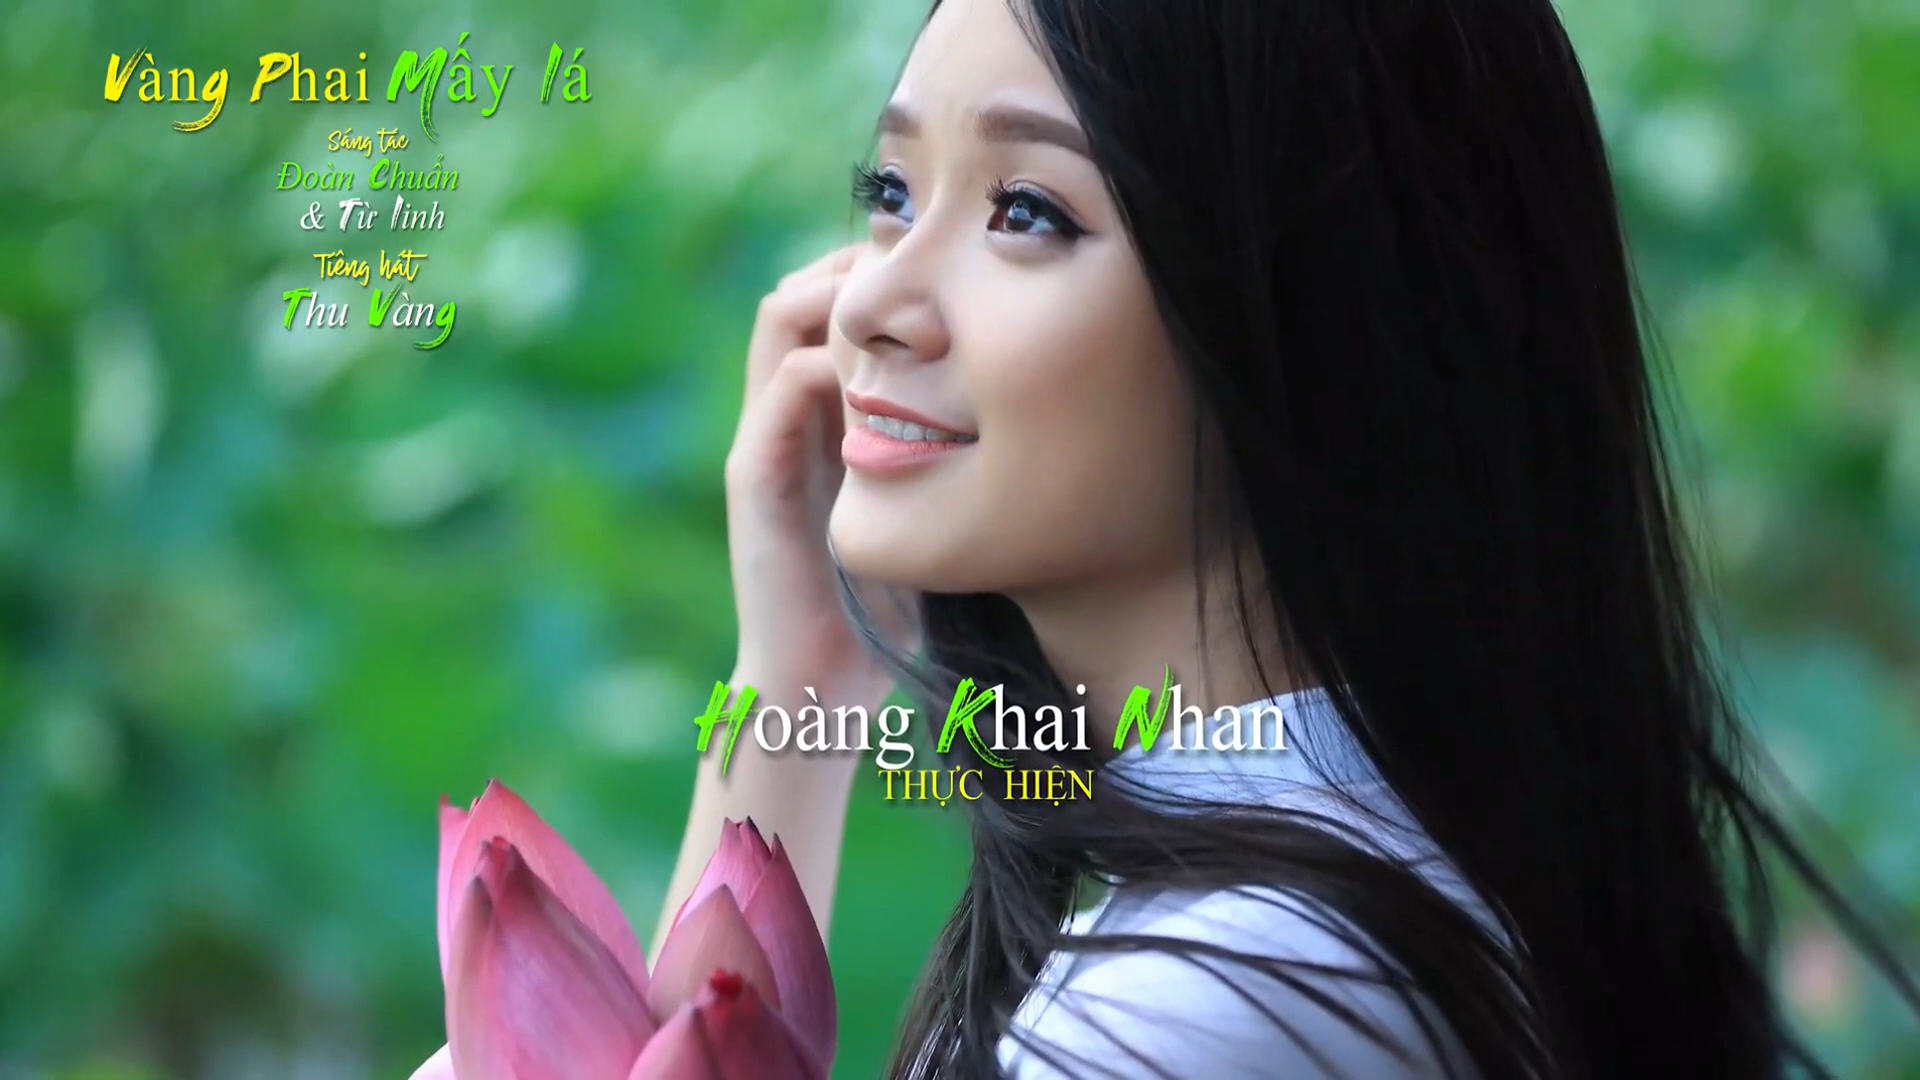 Vàng Phai Mấy lá
Sáng tác
Đoàn Chuẩn
& Từ linh
Tiếng hát
Thu Vàng
Hoàng Khai Nhan
THỰC HIỆN